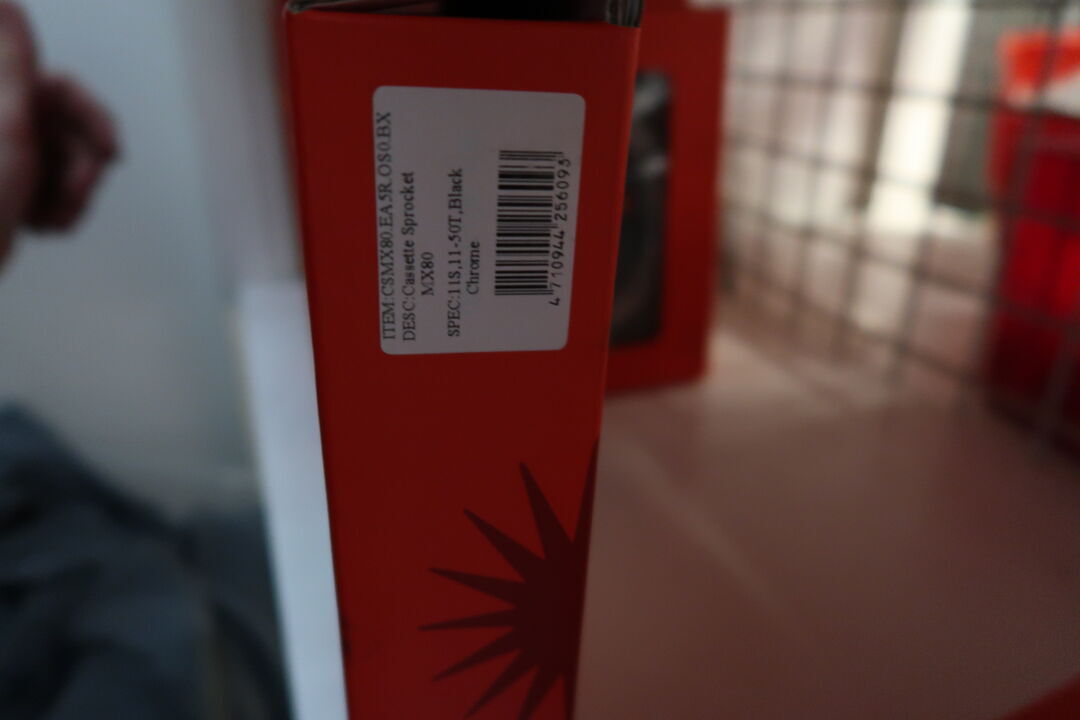 ITEM:CSMX80.EA5R.OS0.BX
DESC:Cassette Sprocket
MX80
SPEC:11S,11-50T,Black
Chrome
4 710944 256093